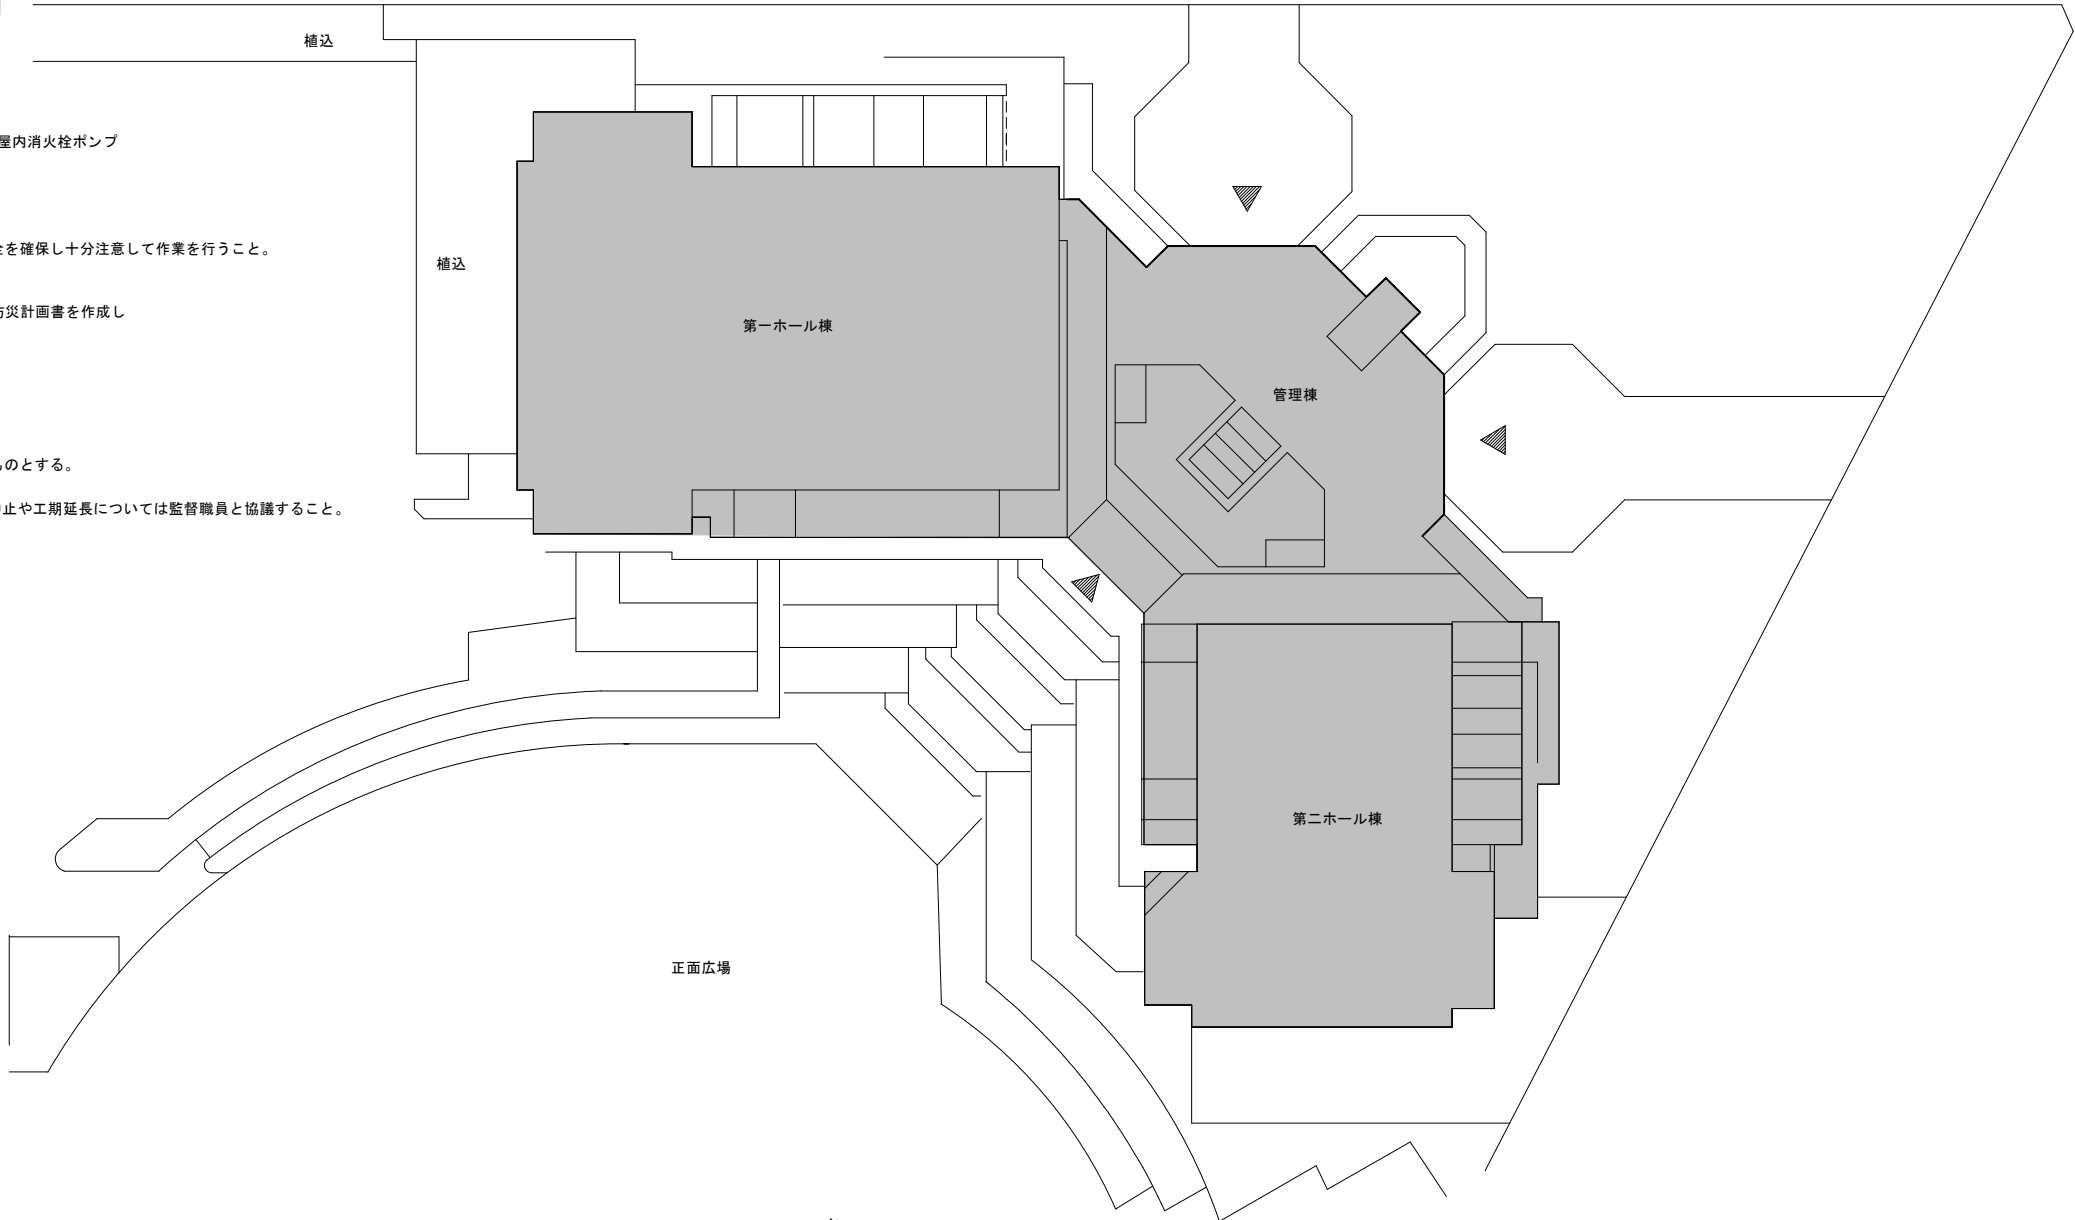 植込
屋内消火栓ポンプ
全を確保し十分注意して作業を行うこと。
植込
防災計画書を作成し
第一ホール棟
管理棟
ものとする。
中止や工期延長については監督職員と協議すること。
第二ホール棟
正面広場